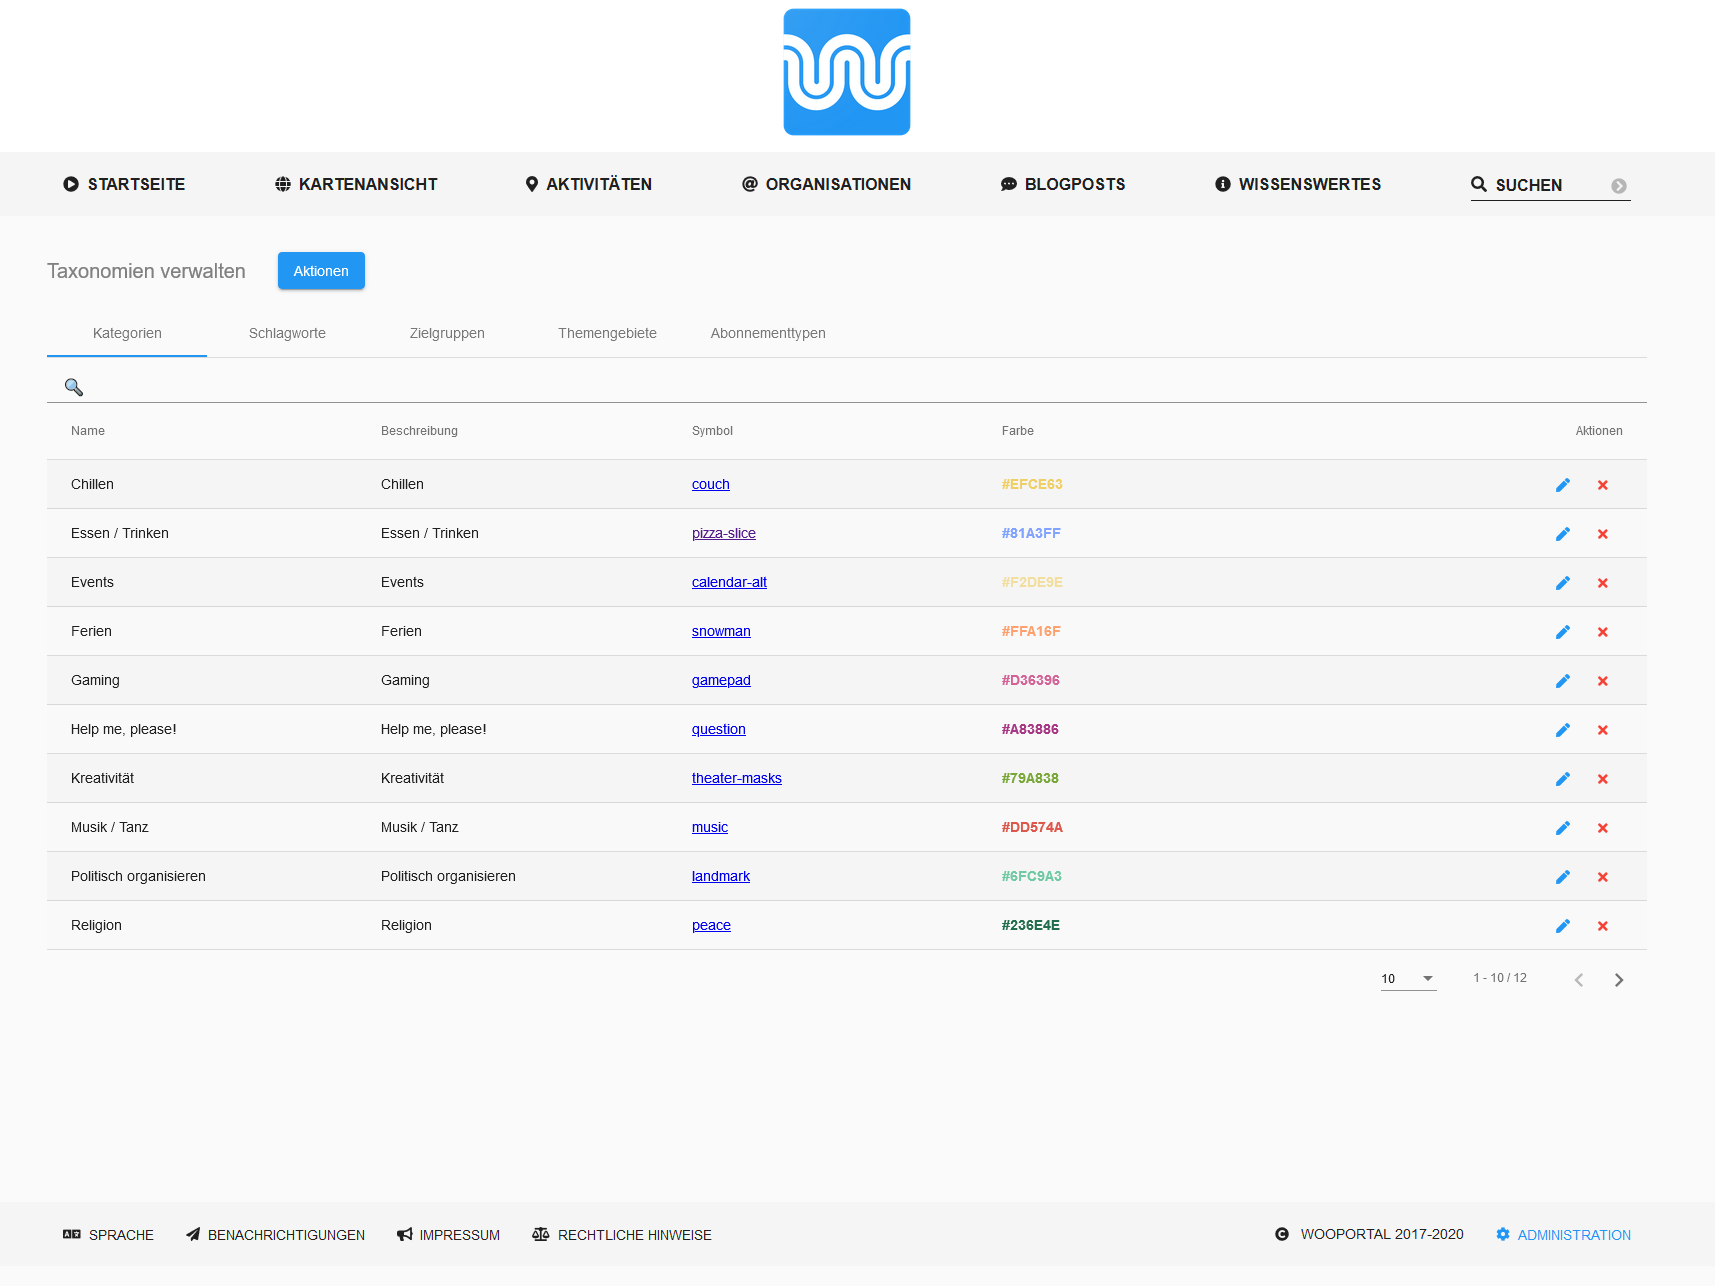 STARTSEITE KARTENANSICHT AKTIVITÄTEN ORGANISATIONEN BLOGPOSTS WISSENSWERTES SUCHEN
Taxonomien verwalten Aktionen
Kategorien Schlagworte Zielgruppen Themengebiete Abonnementtypen
Name Beschreibung Symbol Farbe Aktionen
Chillen Chillen couch #EFCE63
Essen / Trinken Essen / Trinken pizza-slice #81A3FF
Events Events calendar-alt #F2DE9E
Ferien Ferien snowman #FFA16F
Gaming Gaming gamepad #D36396
Help me, please! Help me, please! question #A83886
Kreativität Kreativität theater-masks #79A838
Musik / Tanz Musik / Tanz music #DD574A
Politisch organisieren Politisch organisieren landmark #6FC9A3
Religion Religion peace #236E4E
10 1 - 10 / 12
SPRACHE BENACHRICHTIGUNGEN IMPRESSUM RECHTLICHE HINWEISE WOOPORTAL 2017-2020 ADMINISTRATION